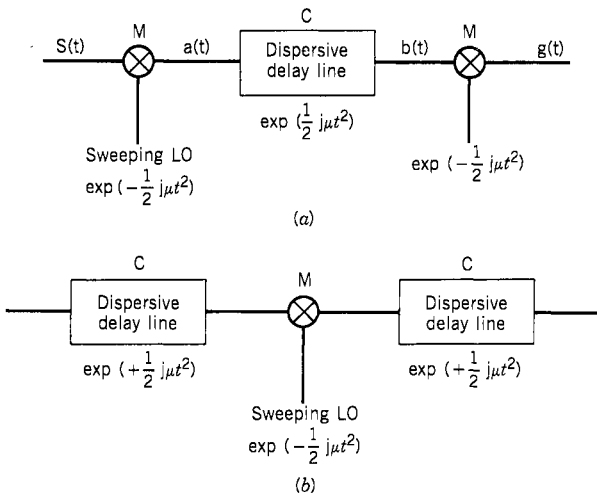 C
M
M
S(t)
a(t)
Dispersive
delay line
b(t)
g(t)
exp (1/2 jμt²)
Sweeping LO
exp (−1/2 jμt²)
exp (−1/2 jμt²)
(a)
C
M
C
Dispersive
delay line
Dispersive
delay line
exp (+1/2 jμt²)
exp (+1/2 jμt²)
Sweeping LO
exp (−1/2 jμt²)
(b)